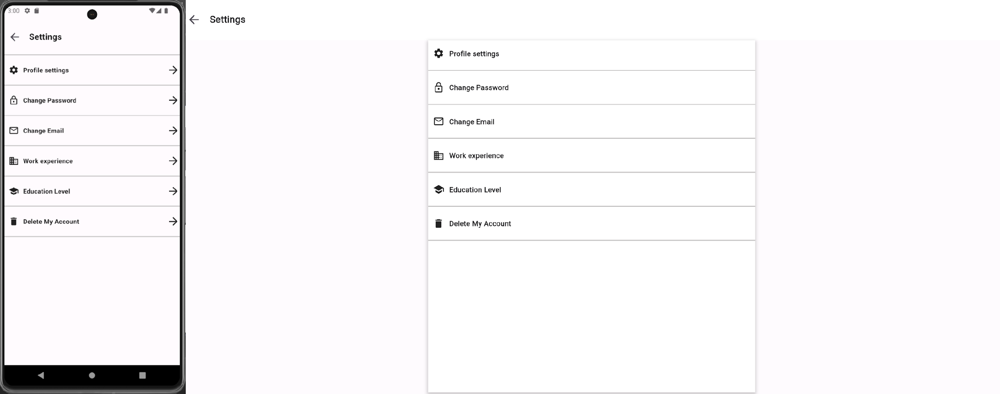 3:00
Settings
Profile settings
Change Password
Change Email
Work experience
Education Level
Delete My Account
Settings
Profile settings
Change Password
Change Email
Work experience
Education Level
Delete My Account